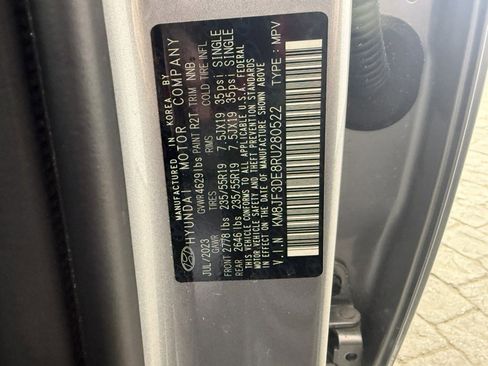 MANUFACTURED IN KOREA BY
HYUNDAI MOTOR COMPANY
JUL/2023 GVWR 4629 lbs PAINT R2T TRIM NNB
GAWR TIRES RIMS COLD TIRE INFL
FRONT 2778 lbs 235/55R19 7.5JX19 35psi SINGLE
REAR 2646 lbs 235/55R19 7.5JX19 35psi SINGLE
THIS VEHICLE CONFORMS TO ALL APPLICABLE U.S.A. FEDERAL
MOTOR VEHICLE SAFETY AND THEFT PREVENTION STANDARDS
IN EFFECT ON THE DATE OF MANUFACTURE SHOWN ABOVE
V.I.N KM8JF3DE8RU260522 TYPE : MPV